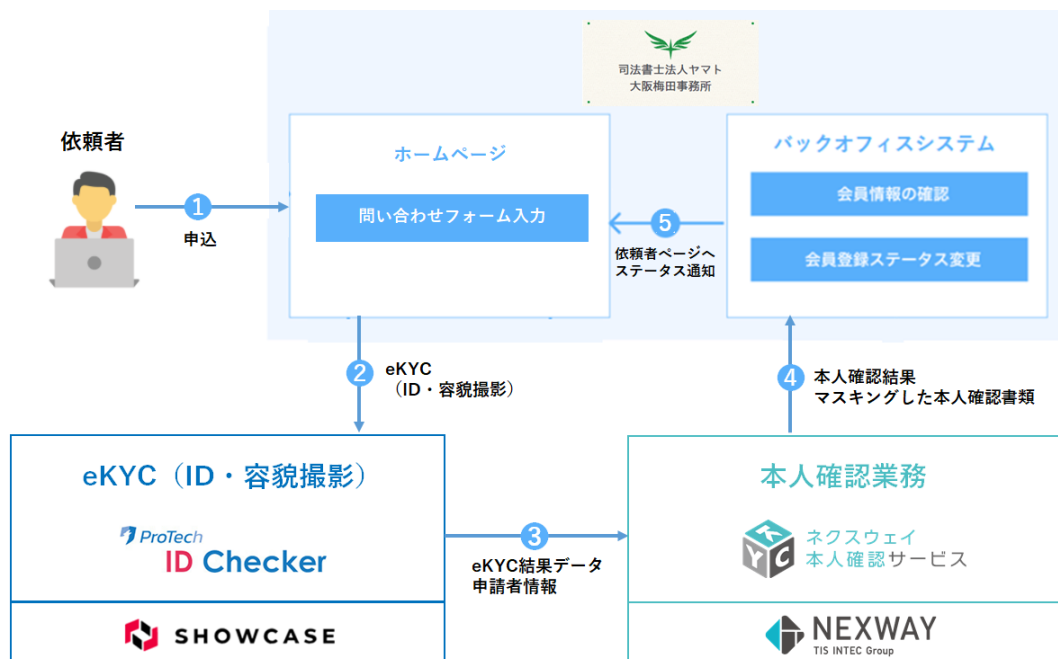 司法書士法人ヤマト
大阪梅田事務所
依頼者
1
申込
ホームページ
問い合わせフォーム入力
5
依頼者ページへ
ステータス通知
バックオフィスシステム
会員情報の確認
会員登録ステータス変更
2
eKYC
（ID・容貌撮影）
4
本人確認結果
マスキングした本人確認書類
eKYC（ID・容貌撮影）
ProTech
ID Checker
SHOWCASE
3
eKYC結果データ
申請者情報
本人確認業務
KYC
ネクスウェイ
本人確認サービス
NEXWAY
TIS INTEC Group